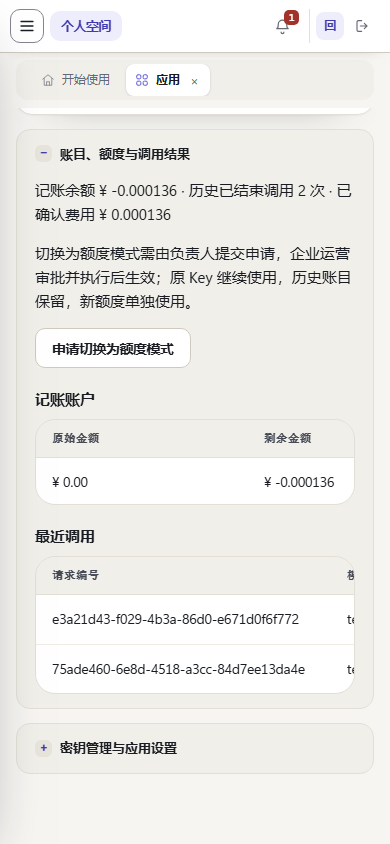 个人空间
1
回
开始使用
应用 ×
− 账目、额度与调用结果
记账余额 ¥ -0.000136 · 历史已结束调用 2 次 · 已
确认费用 ¥ 0.000136
切换为额度模式需由负责人提交申请，企业运营
审批并执行后生效；原 Key 继续使用，历史账目
保留，新额度单独使用。
申请切换为额度模式
记账账户
原始金额 剩余金额
¥ 0.00 ¥ -0.000136
最近调用
请求编号
e3a21d43-f029-4b3a-86d0-e671d0f6f772 te
75ade460-6e8d-4518-a3cc-84d7ee13da4e te
+ 密钥管理与应用设置